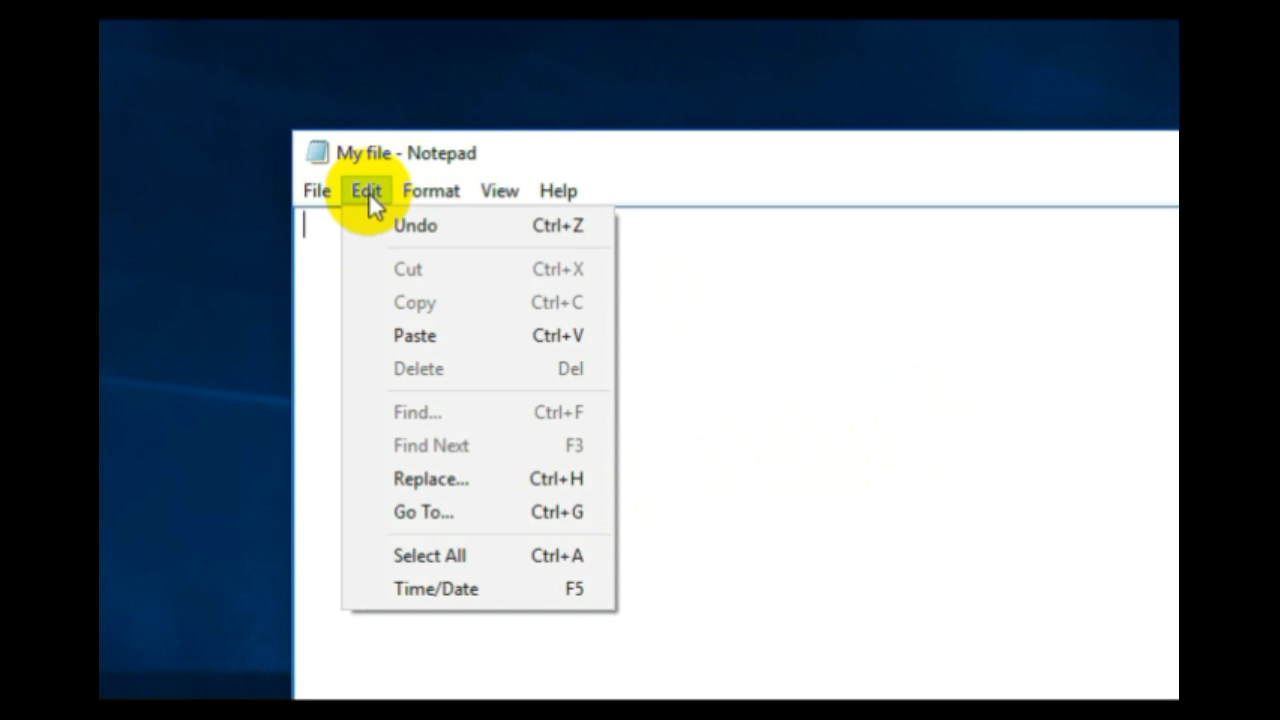 My file - Notepad
File Edit Format View Help
Undo Ctrl+Z
Cut Ctrl+X
Copy Ctrl+C
Paste Ctrl+V
Delete Del
Find... Ctrl+F
Find Next F3
Replace... Ctrl+H
Go To... Ctrl+G
Select All Ctrl+A
Time/Date F5